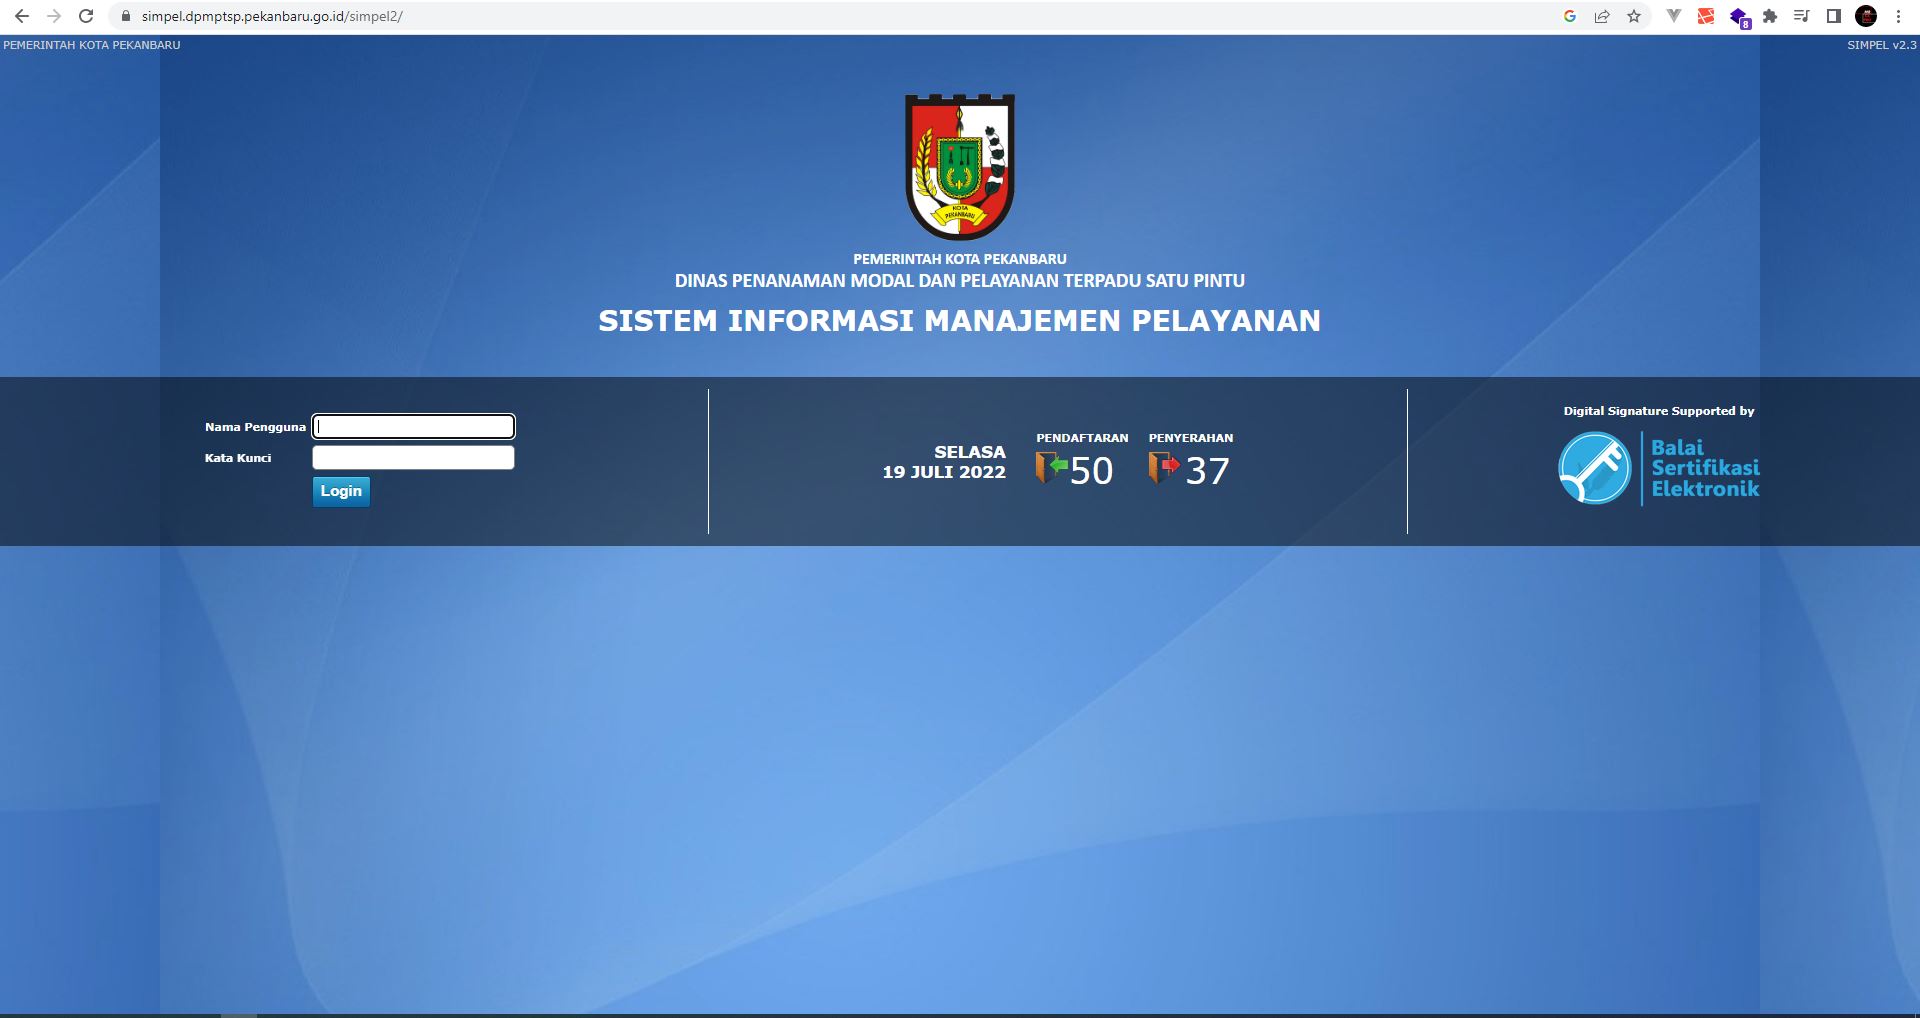 simpel.dpmptsp.pekanbaru.go.id/simpel2/
8
PEMERINTAH KOTA PEKANBARU
SIMPEL v2.3
KOTA
PEKANBARU
PEMERINTAH KOTA PEKANBARU
DINAS PENANAMAN MODAL DAN PELAYANAN TERPADU SATU PINTU
SISTEM INFORMASI MANAJEMEN PELAYANAN
Nama Pengguna
Kata Kunci
Login
SELASA
19 JULI 2022
PENDAFTARAN
50
PENYERAHAN
37
Digital Signature Supported by
Balai
Sertifikasi
Elektronik